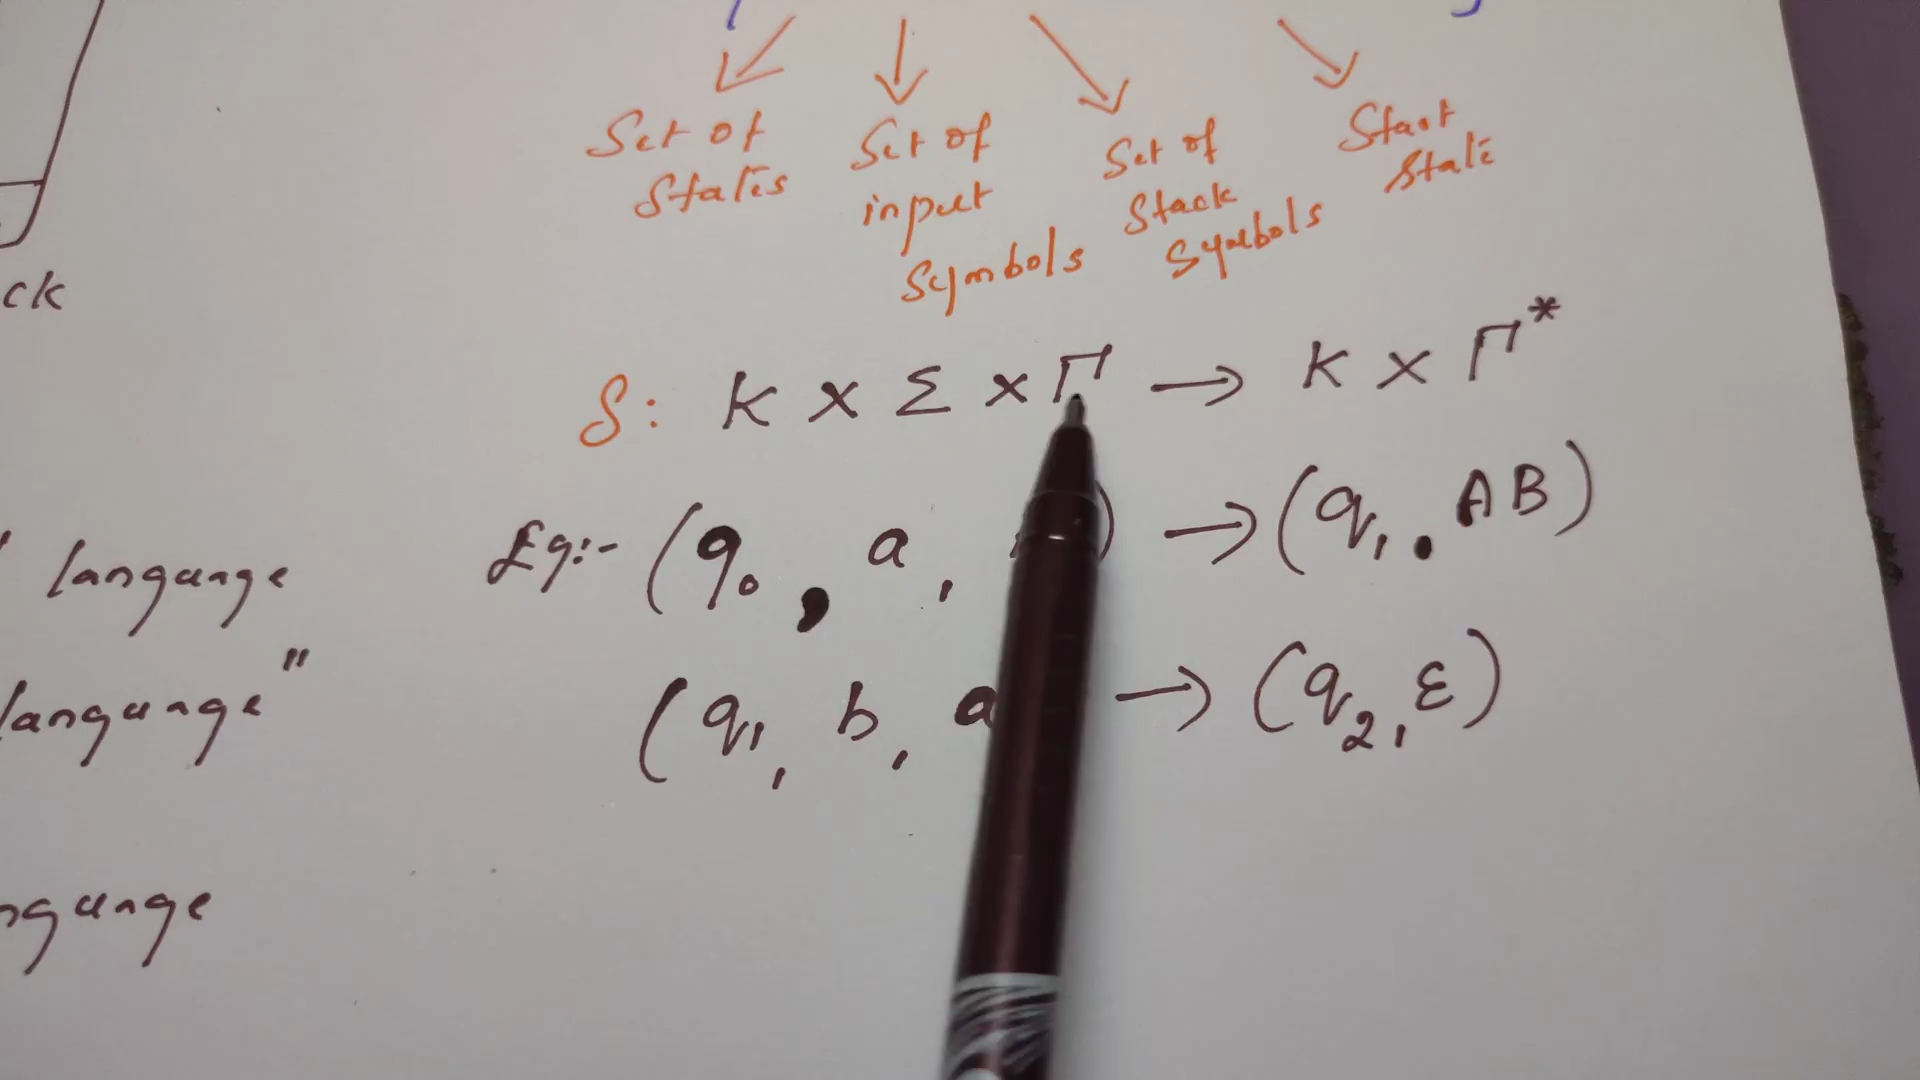 Set of States
Set of input Symbols
Set of Stack Symbols
Start State
ck
δ: K × Σ × Γ → K × Γ*
language
Eg:- (q₀, a, ) → (q₁, AB)
language"
(q₁, b, a → (q₂, ε)